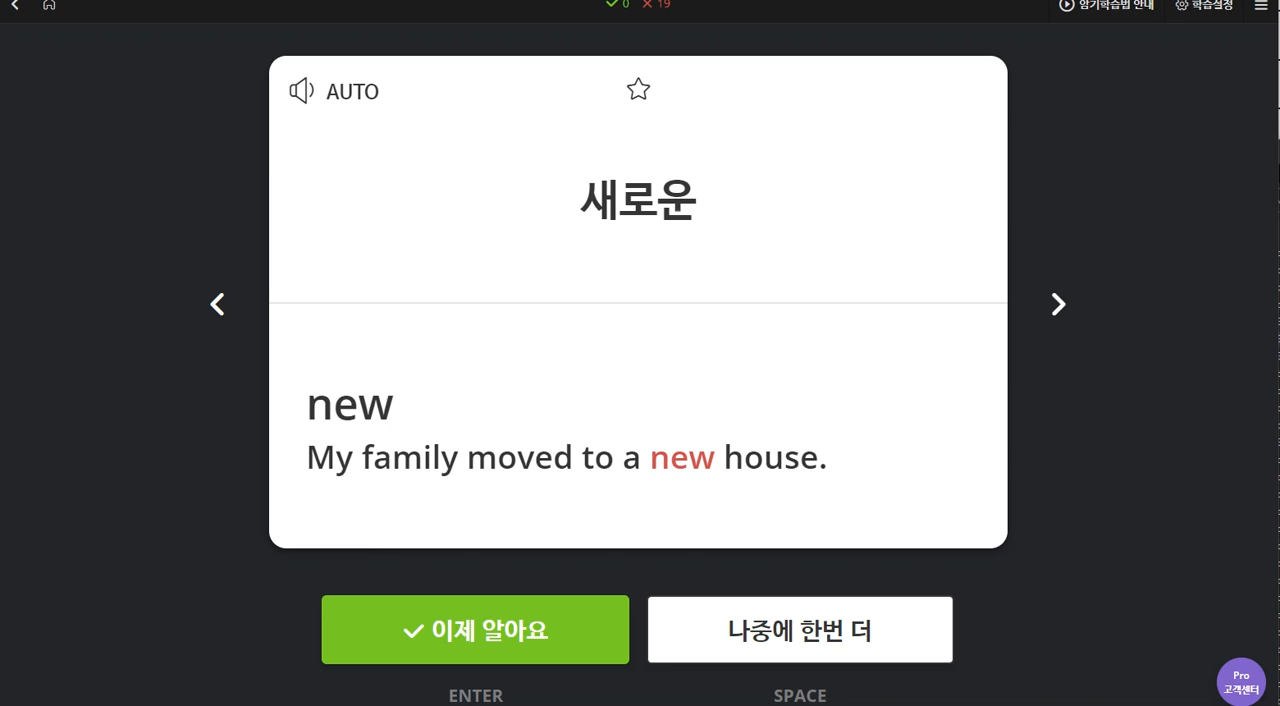 0 19 암기학습법 안내 학습설정
AUTO
새로운
new
My family moved to a new house.
이제 알아요 나중에 한번 더
ENTER SPACE
Pro
고객센터